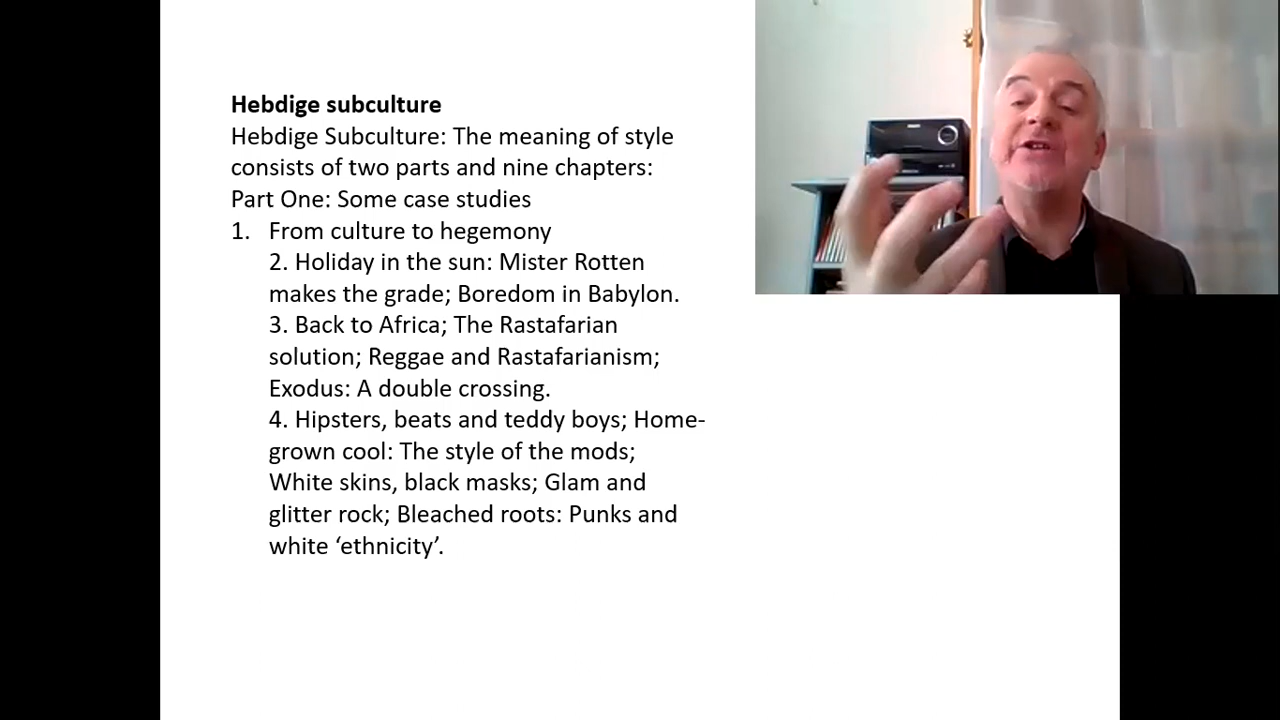 Hebdige subculture
Hebdige Subculture: The meaning of style
consists of two parts and nine chapters:
Part One: Some case studies
1. From culture to hegemony
2. Holiday in the sun: Mister Rotten
makes the grade; Boredom in Babylon.
3. Back to Africa; The Rastafarian
solution; Reggae and Rastafarianism;
Exodus: A double crossing.
4. Hipsters, beats and teddy boys; Home-
grown cool: The style of the mods;
White skins, black masks; Glam and
glitter rock; Bleached roots: Punks and
white ‘ethnicity’.